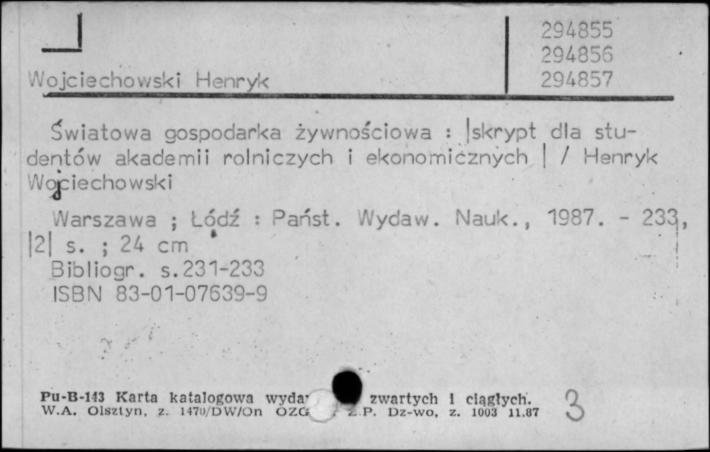 294855
294856
Wojciechowski Henryk 294857
Światowa gospodarka żywnościowa : |skrypt dla stu-
dentów akademii rolniczych i ekonomicznych | / Henryk
Wojciechowski
Warszawa ; Łódź : Państ. Wydaw. Nauk., 1987. - 233,
|2| s. ; 24 cm
Bibliogr. s.231-233
ISBN 83-01-07639-9
Pu-B-143 Karta katalogowa zwartych i ciągłych.
W.A. Olsztyn, z. 1470/DW/On OZG Z.P. Dz-wo, z. 1003 11.87 3